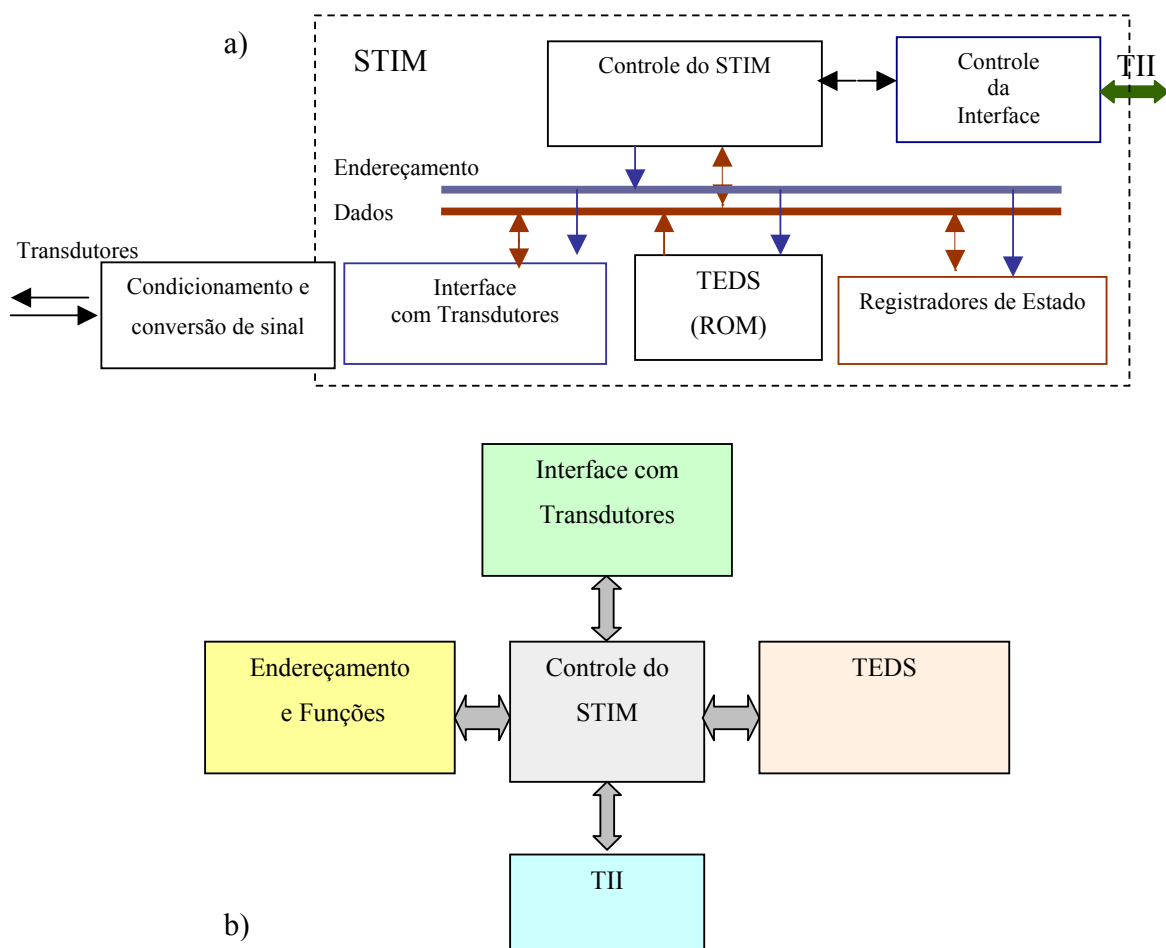 a)
STIM
Controle do STIM
Controle
da
Interface
TII
Endereçamento
Dados
Transdutores
Condicionamento e
conversão de sinal
Interface
com Transdutores
TEDS
(ROM)
Registradores de Estado
Interface com
Transdutores
Endereçamento
e Funções
Controle do
STIM
TEDS
TII
b)